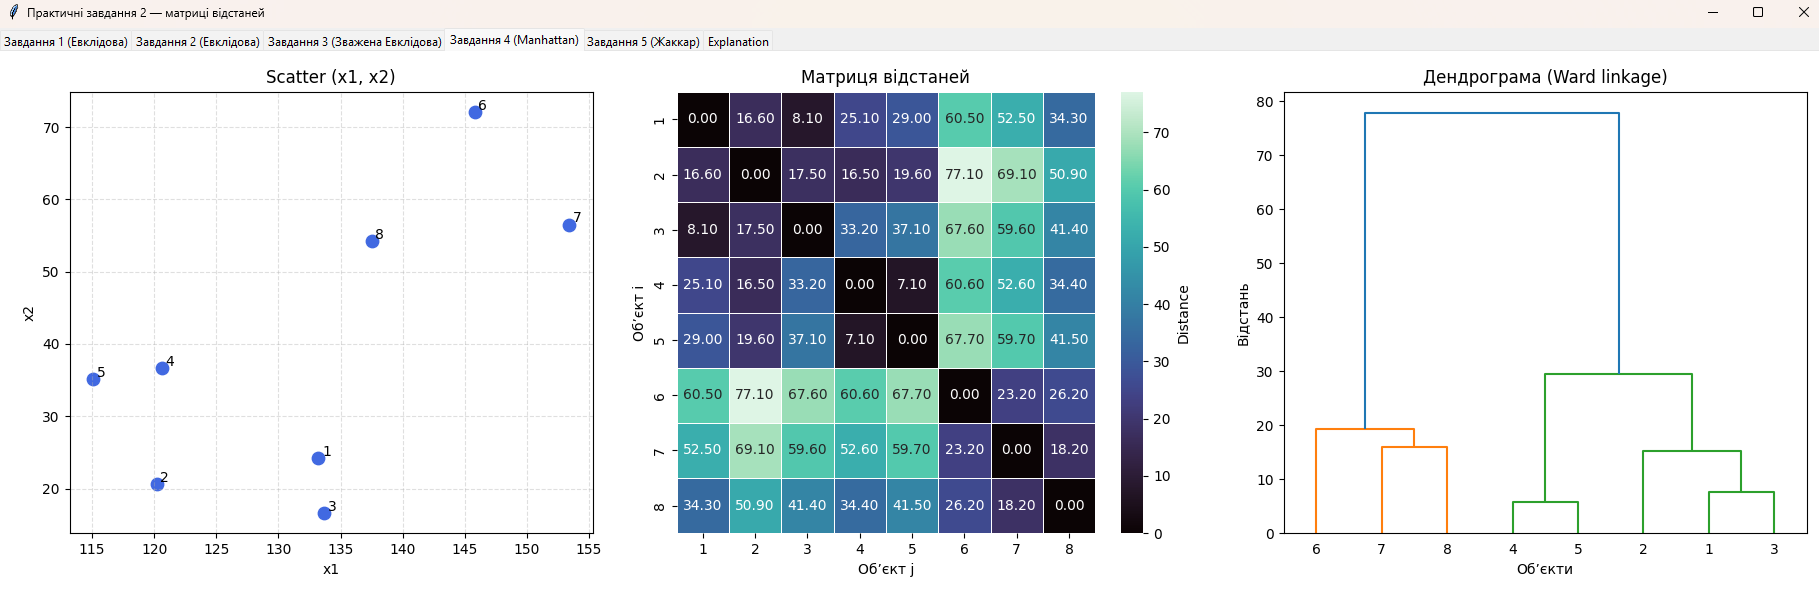 Практичні завдання 2 — матриці відстаней
Завдання 1 (Евклідова) Завдання 2 (Евклідова) Завдання 3 (Зважена Евклідова) Завдання 4 (Manhattan) Завдання 5 (Жаккар) Explanation
Scatter (x1, x2)
x2
70
60
50
40
30
20
6
7
8
4
5
1
2
3
115 120 125 130 135 140 145 150 155
x1
Матриця відстаней
Об’єкт i
1 0.00 16.60 8.10 25.10 29.00 60.50 52.50 34.30
2 16.60 0.00 17.50 16.50 19.60 77.10 69.10 50.90
3 8.10 17.50 0.00 33.20 37.10 67.60 59.60 41.40
4 25.10 16.50 33.20 0.00 7.10 60.60 52.60 34.40
5 29.00 19.60 37.10 7.10 0.00 67.70 59.70 41.50
6 60.50 77.10 67.60 60.60 67.70 0.00 23.20 26.20
7 52.50 69.10 59.60 52.60 59.70 23.20 0.00 18.20
8 34.30 50.90 41.40 34.40 41.50 26.20 18.20 0.00
1 2 3 4 5 6 7 8
Об’єкт j
70
60
50
40
30
20
10
0
Distance
Дендрограма (Ward linkage)
Відстань
80
70
60
50
40
30
20
10
0
6 7 8 4 5 2 1 3
Об’єкти